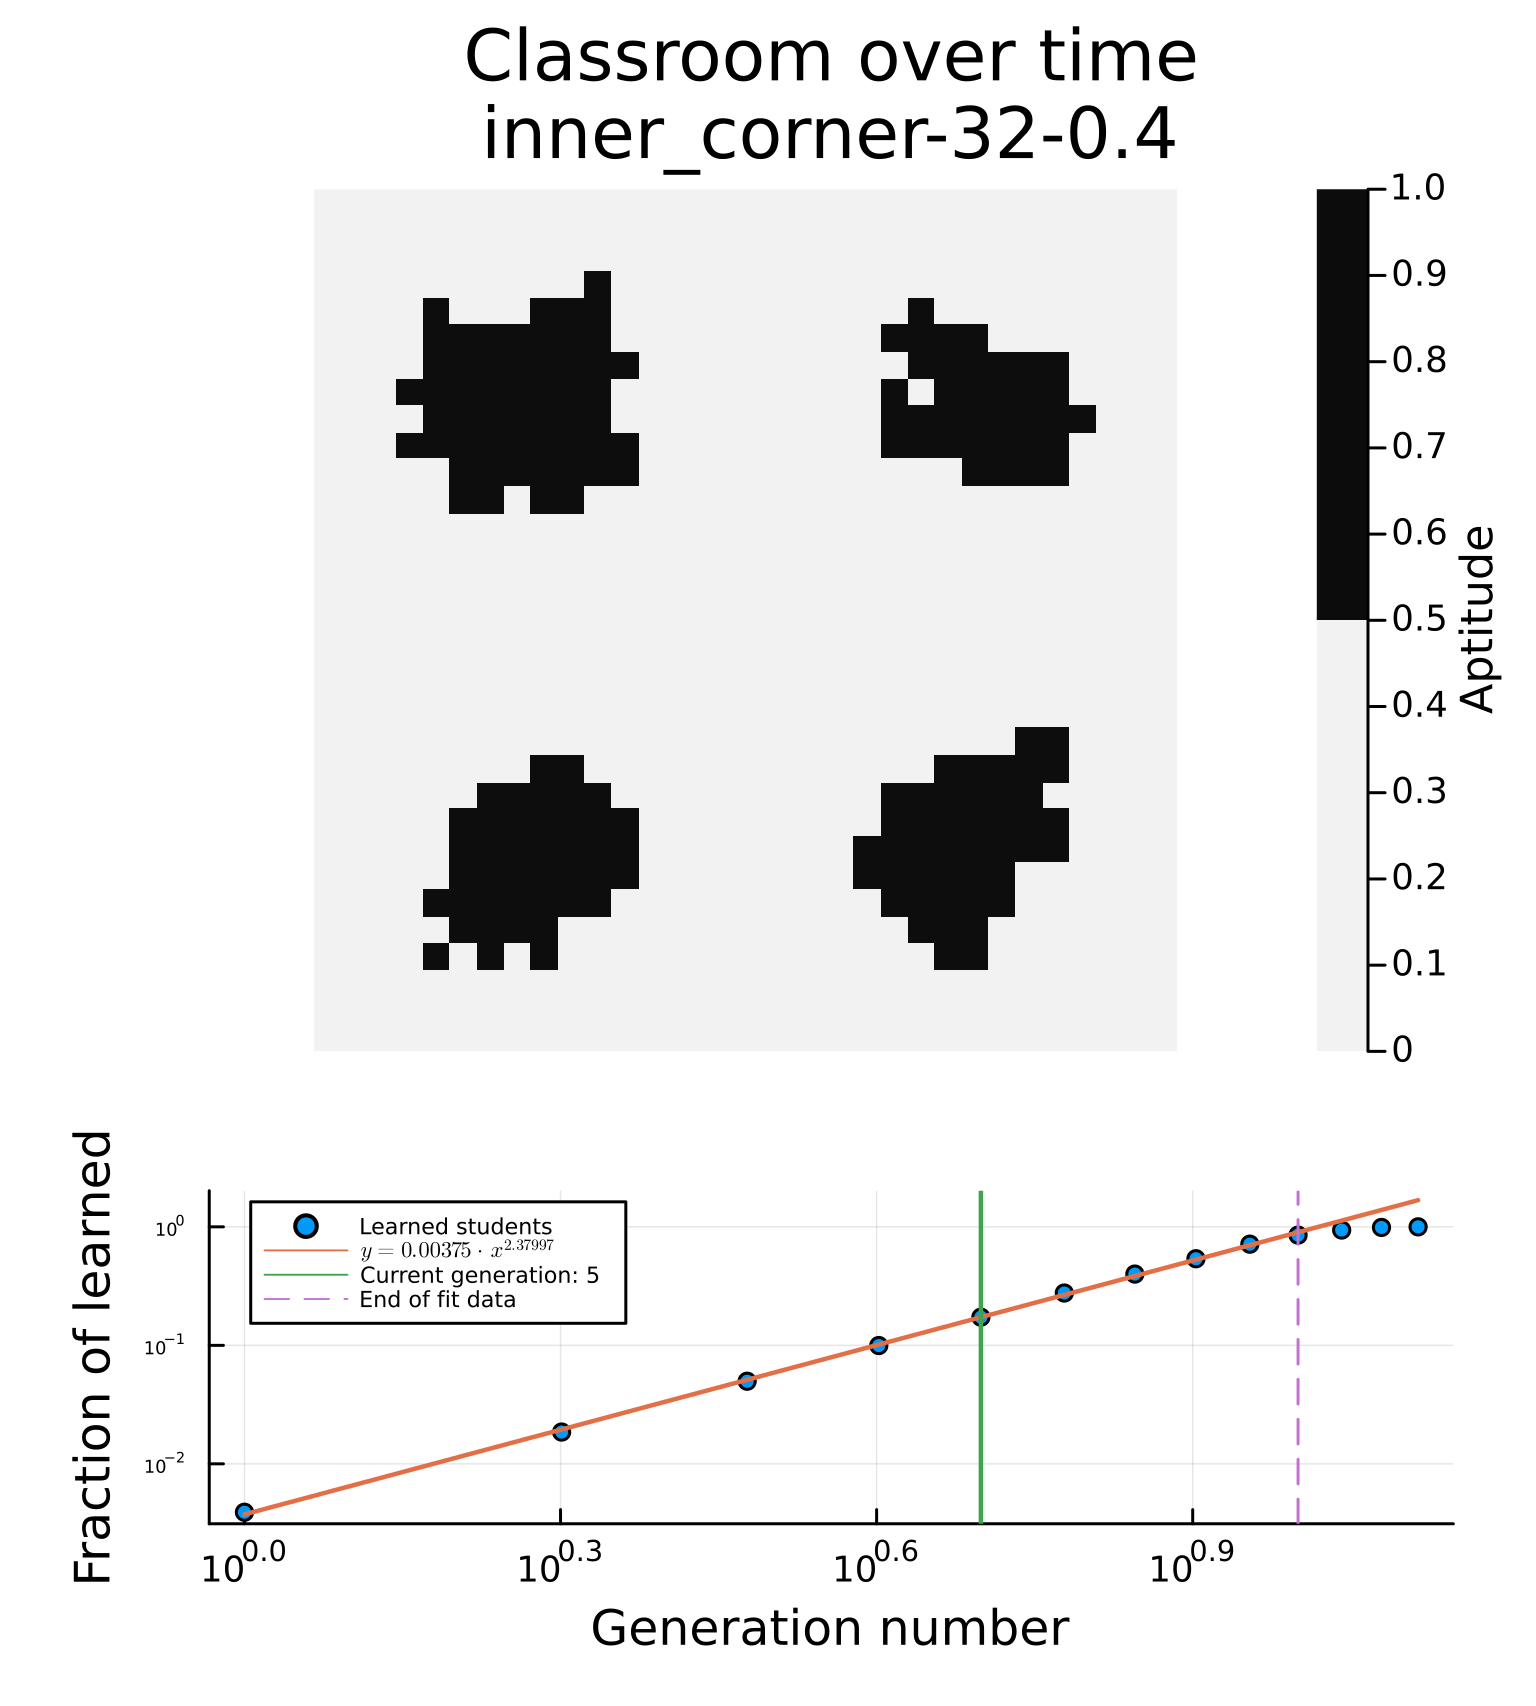 Classroom over time
inner_corner-32-0.4
1.0
0.9
0.8
0.7
0.6
0.5
0.4
0.3
0.2
0.1
0
Aptitude
Fraction of learned
10^0
10^-1
10^-2
Learned students
y = 0.00375 · x^2.37997
Current generation: 5
End of fit data
10^0.0 10^0.3 10^0.6 10^0.9
Generation number